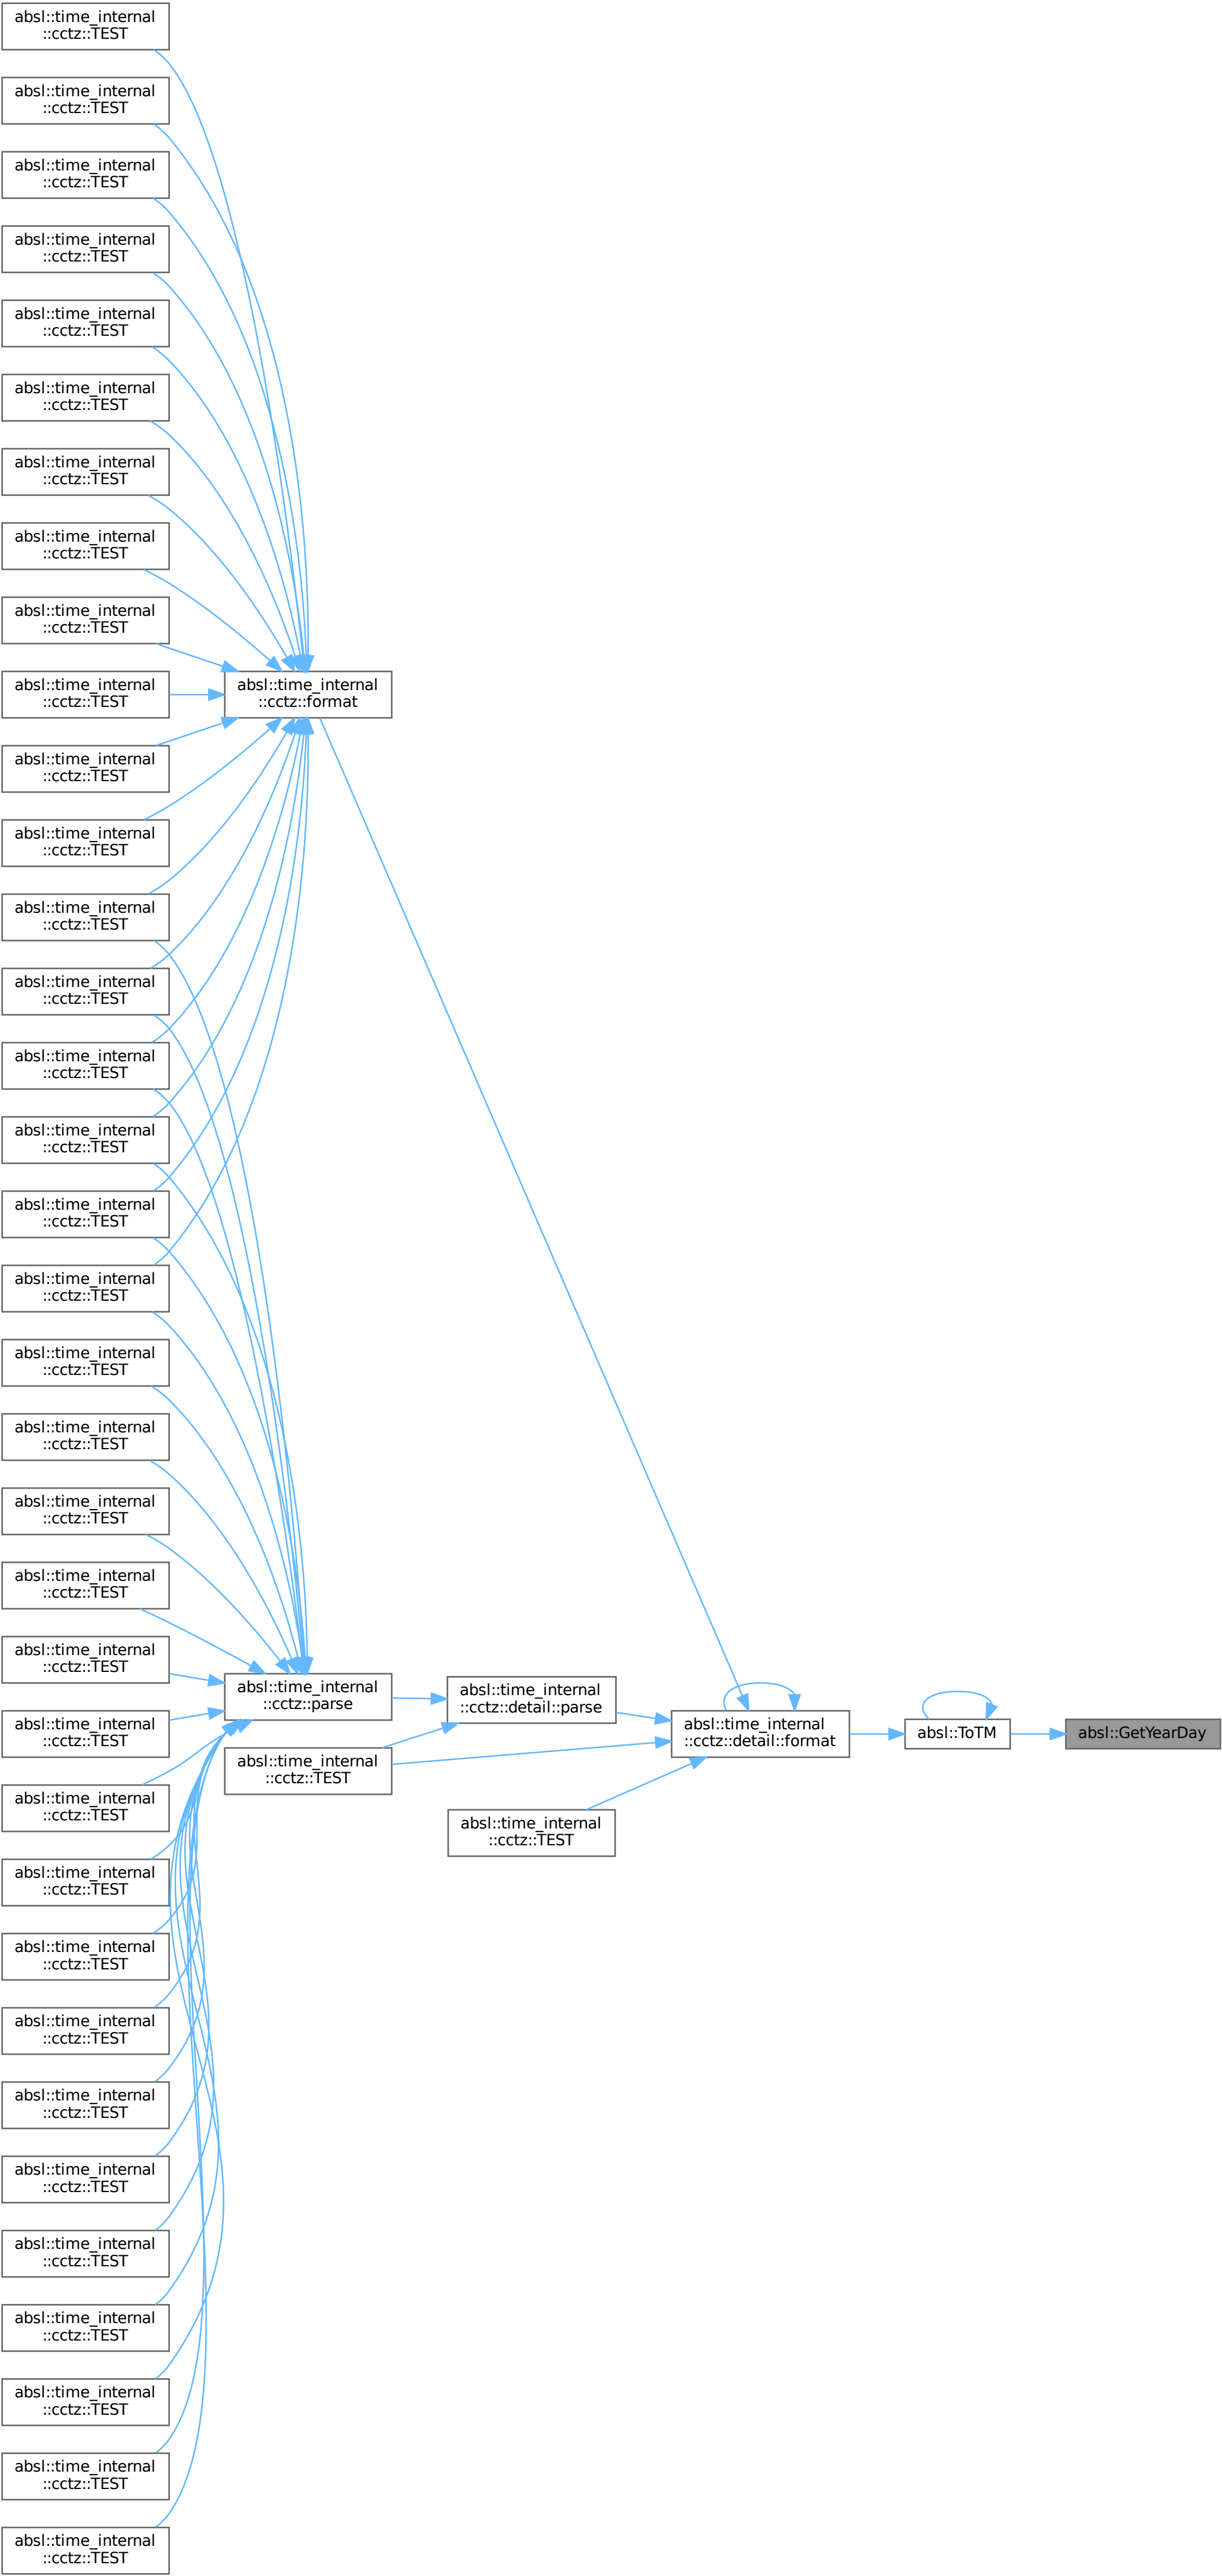 absl::time_internal
::cctz::TEST
absl::time_internal
::cctz::TEST
absl::time_internal
::cctz::TEST
absl::time_internal
::cctz::TEST
absl::time_internal
::cctz::TEST
absl::time_internal
::cctz::TEST
absl::time_internal
::cctz::TEST
absl::time_internal
::cctz::TEST
absl::time_internal
::cctz::TEST
absl::time_internal
::cctz::TEST
absl::time_internal
::cctz::TEST
absl::time_internal
::cctz::TEST
absl::time_internal
::cctz::TEST
absl::time_internal
::cctz::TEST
absl::time_internal
::cctz::TEST
absl::time_internal
::cctz::TEST
absl::time_internal
::cctz::TEST
absl::time_internal
::cctz::TEST
absl::time_internal
::cctz::TEST
absl::time_internal
::cctz::TEST
absl::time_internal
::cctz::TEST
absl::time_internal
::cctz::TEST
absl::time_internal
::cctz::TEST
absl::time_internal
::cctz::TEST
absl::time_internal
::cctz::TEST
absl::time_internal
::cctz::TEST
absl::time_internal
::cctz::TEST
absl::time_internal
::cctz::TEST
absl::time_internal
::cctz::TEST
absl::time_internal
::cctz::TEST
absl::time_internal
::cctz::TEST
absl::time_internal
::cctz::TEST
absl::time_internal
::cctz::TEST
absl::time_internal
::cctz::TEST
absl::time_internal
::cctz::TEST
absl::time_internal
::cctz::format
absl::time_internal
::cctz::parse
absl::time_internal
::cctz::TEST
absl::time_internal
::cctz::detail::parse
absl::time_internal
::cctz::TEST
absl::time_internal
::cctz::detail::format
absl::ToTM
absl::GetYearDay